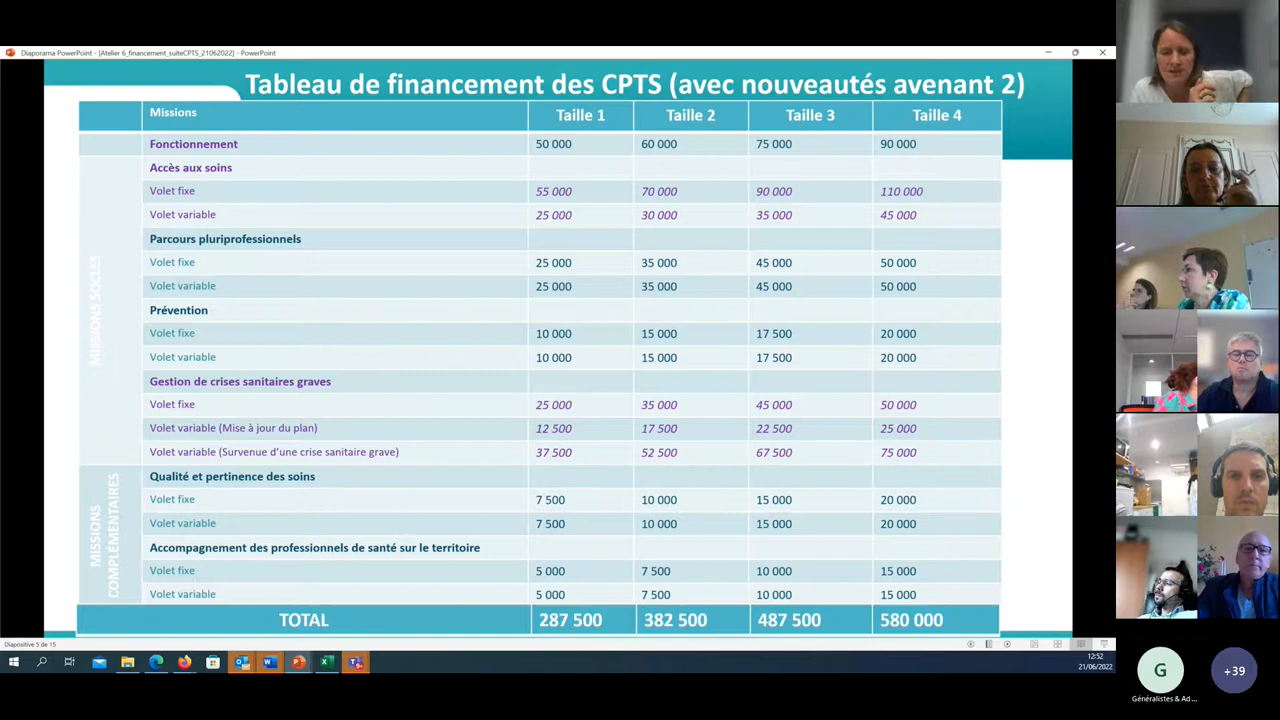 Diaporama PowerPoint - [Atelier 6_financement_suiteCPTS_21062022] - PowerPoint
Tableau de financement des CPTS (avec nouveautés avenant 2)
Missions Taille 1 Taille 2 Taille 3 Taille 4
Fonctionnement 50 000 60 000 75 000 90 000
MISSIONS SOCLES
Accès aux soins
Volet fixe 55 000 70 000 90 000 110 000
Volet variable 25 000 30 000 35 000 45 000
Parcours pluriprofessionnels
Volet fixe 25 000 35 000 45 000 50 000
Volet variable 25 000 35 000 45 000 50 000
Prévention
Volet fixe 10 000 15 000 17 500 20 000
Volet variable 10 000 15 000 17 500 20 000
Gestion de crises sanitaires graves
Volet fixe 25 000 35 000 45 000 50 000
Volet variable (Mise à jour du plan) 12 500 17 500 22 500 25 000
Volet variable (Survenue d'une crise sanitaire grave) 37 500 52 500 67 500 75 000
MISSIONS
COMPLÉMENTAIRES
Qualité et pertinence des soins
Volet fixe 7 500 10 000 15 000 20 000
Volet variable 7 500 10 000 15 000 20 000
Accompagnement des professionnels de santé sur le territoire
Volet fixe 5 000 7 500 10 000 15 000
Volet variable 5 000 7 500 10 000 15 000
TOTAL 287 500 382 500 487 500 580 000
Diapositive 5 de 15
12:52
21/06/2022
G
Généralistes & Ad ...
+39